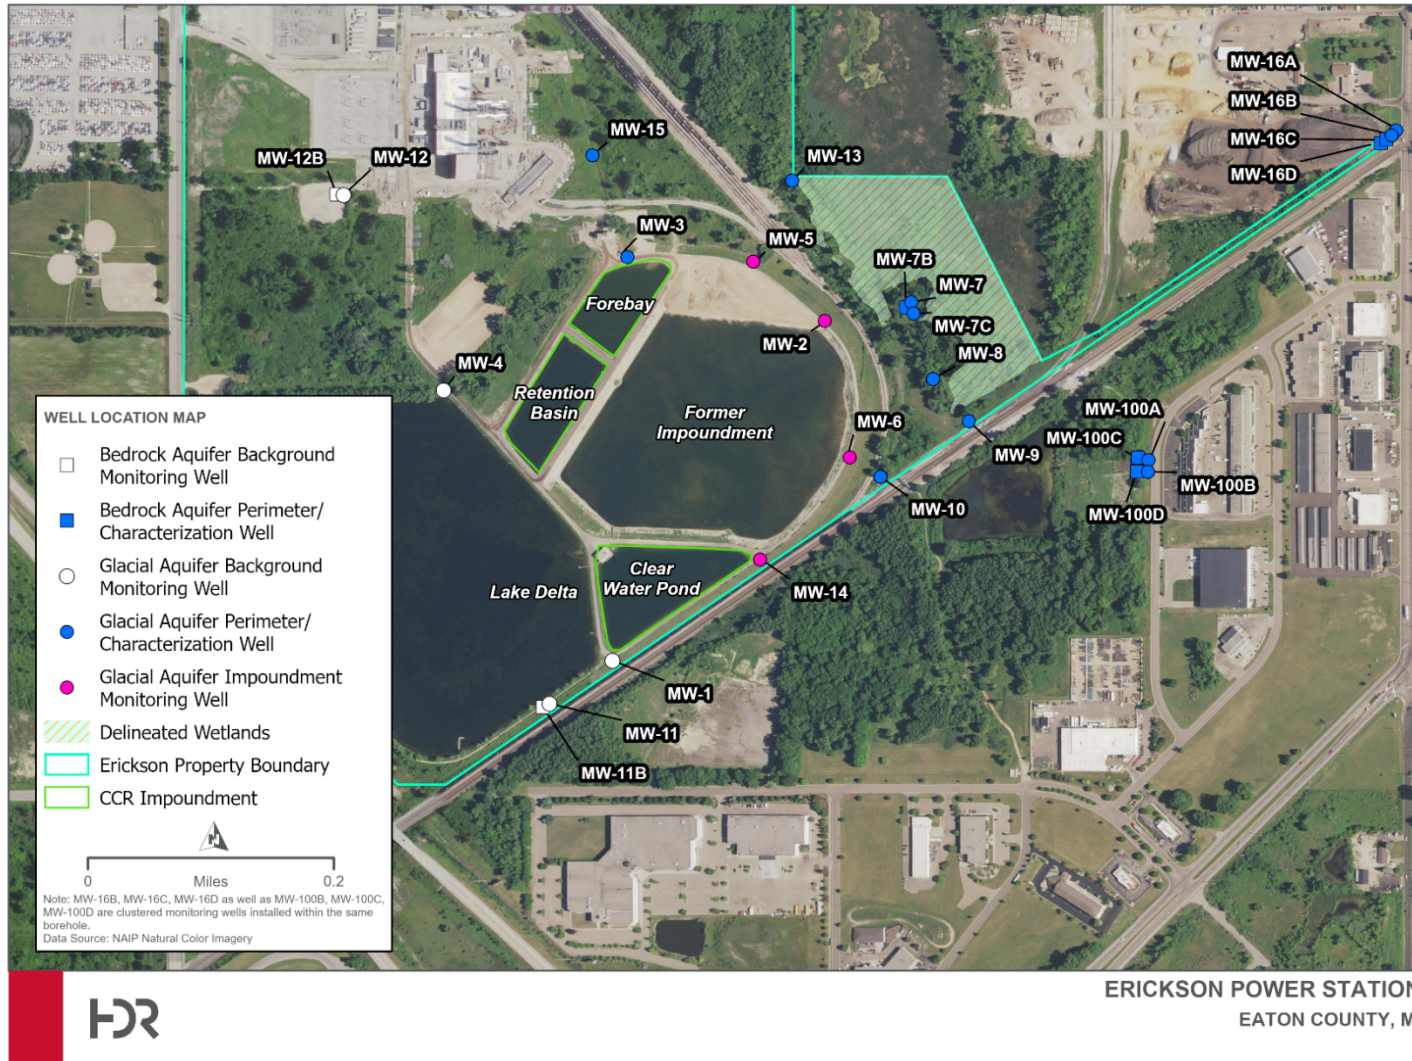 MW-16A
MW-16B
MW-16C
MW-16D
MW-15
MW-12B
MW-12
MW-13
MW-3
MW-5
MW-7B
MW-7
MW-7C
Forebay
MW-2
MW-8
MW-4
Retention
Basin
Former
Impoundment
MW-6
MW-9
MW-100A
MW-100C
MW-100B
MW-100D
MW-10
Clear
Water Pond
Lake Delta
MW-14
MW-1
MW-11
MW-11B
WELL LOCATION MAP
Bedrock Aquifer Background
Monitoring Well
Bedrock Aquifer Perimeter/
Characterization Well
Glacial Aquifer Background
Monitoring Well
Glacial Aquifer Perimeter/
Characterization Well
Glacial Aquifer Impoundment
Monitoring Well
Delineated Wetlands
Erickson Property Boundary
CCR Impoundment
N
0 Miles 0.2
Note: MW-16B, MW-16C, MW-16D as well as MW-100B, MW-100C,
MW-100D are clustered monitoring wells installed within the same
borehole.
Data Source: NAIP Natural Color Imagery
HDR
ERICKSON POWER STATION
EATON COUNTY, M